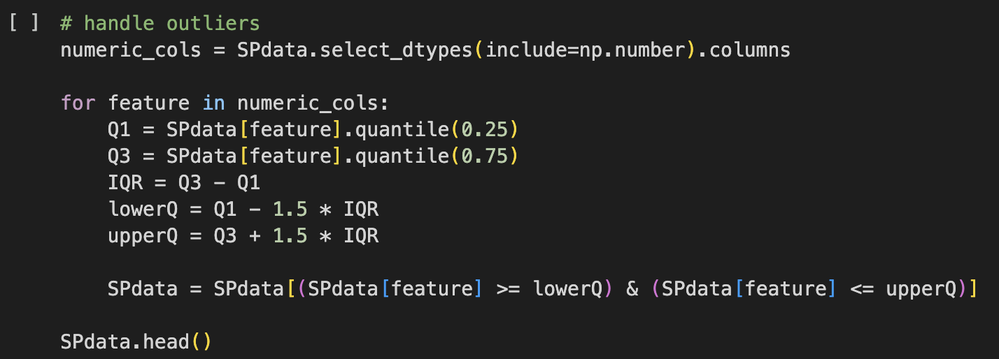 [ ] # handle outliers
numeric_cols = SPdata.select_dtypes(include=np.number).columns

for feature in numeric_cols:
    Q1 = SPdata[feature].quantile(0.25)
    Q3 = SPdata[feature].quantile(0.75)
    IQR = Q3 - Q1
    lowerQ = Q1 - 1.5 * IQR
    upperQ = Q3 + 1.5 * IQR

    SPdata = SPdata[(SPdata[feature] >= lowerQ) & (SPdata[feature] <= upperQ)]

SPdata.head()